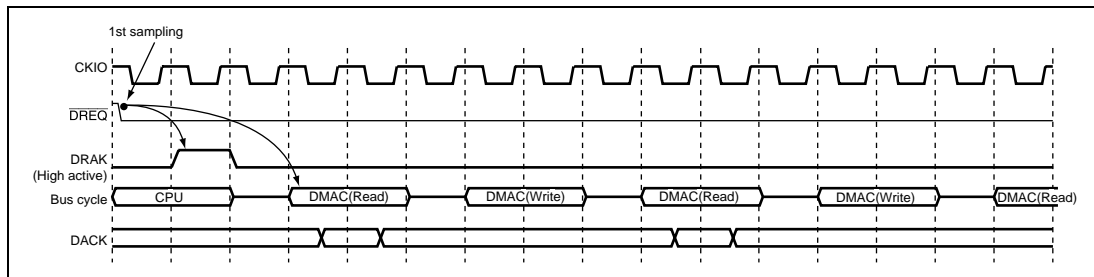 1st sampling
CKIO
DREQ
DRAK
(High active)
Bus cycle
CPU
DMAC(Read)
DMAC(Write)
DMAC(Read)
DMAC(Write)
DMAC(Read)
DACK